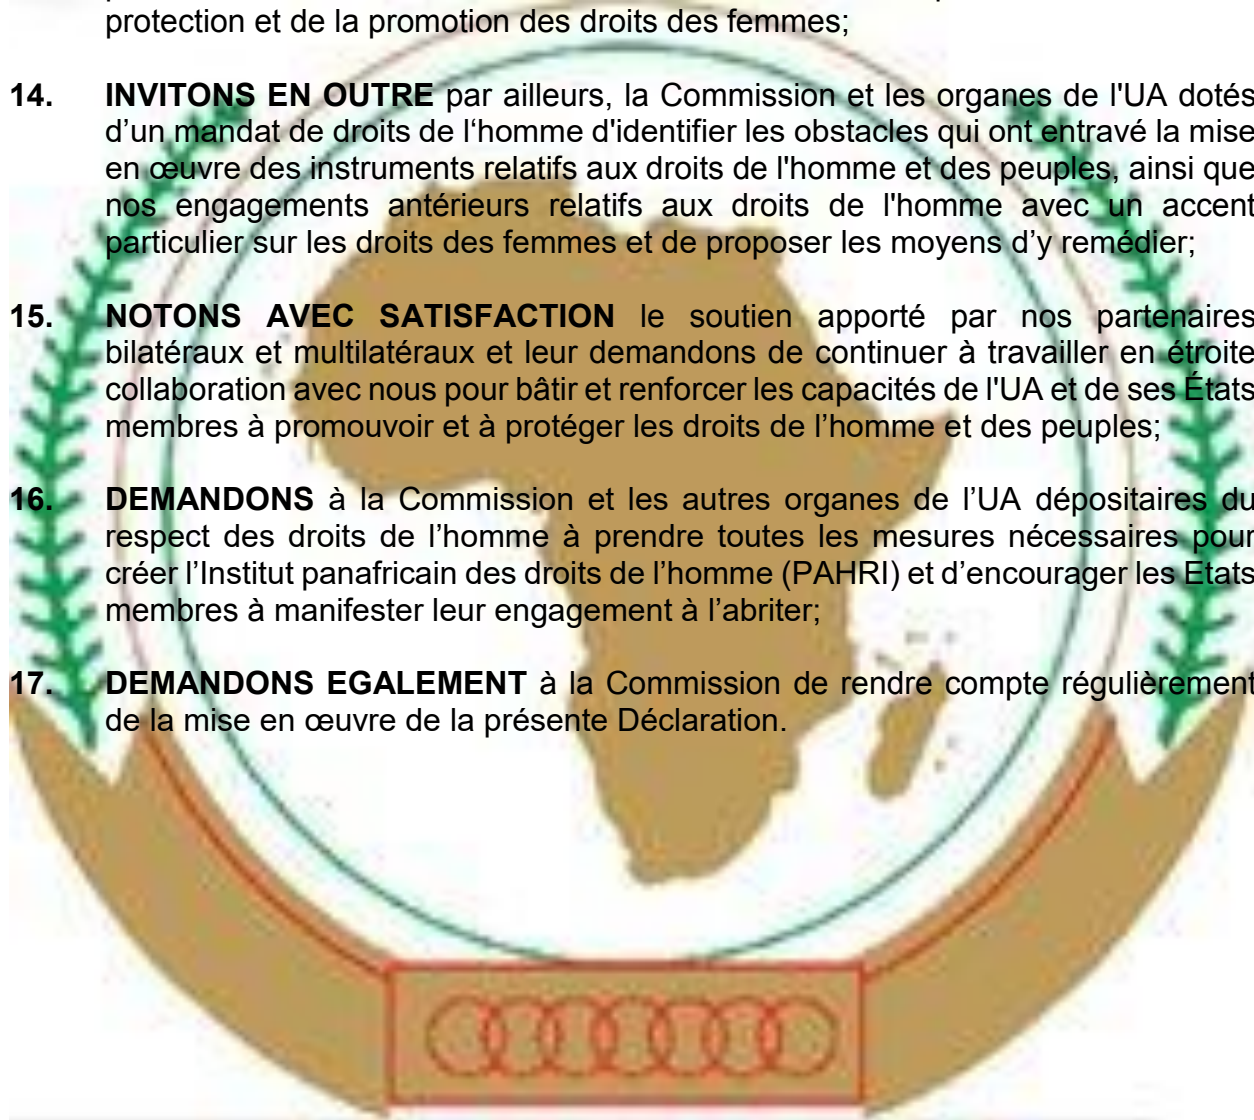 protection et de la promotion des droits des femmes;
14. INVITONS EN OUTRE par ailleurs, la Commission et les organes de l'UA dotés
d’un mandat de droits de l‘homme d'identifier les obstacles qui ont entravé la mise
en œuvre des instruments relatifs aux droits de l'homme et des peuples, ainsi que
nos engagements antérieurs relatifs aux droits de l'homme avec un accent
particulier sur les droits des femmes et de proposer les moyens d’y remédier;
15. NOTONS AVEC SATISFACTION le soutien apporté par nos partenaires
bilatéraux et multilatéraux et leur demandons de continuer à travailler en étroite
collaboration avec nous pour bâtir et renforcer les capacités de l'UA et de ses États
membres à promouvoir et à protéger les droits de l’homme et des peuples;
16. DEMANDONS à la Commission et les autres organes de l’UA dépositaires du
respect des droits de l’homme à prendre toutes les mesures nécessaires pour
créer l’Institut panafricain des droits de l’homme (PAHRI) et d’encourager les Etats
membres à manifester leur engagement à l’abriter;
17. DEMANDONS EGALEMENT à la Commission de rendre compte régulièrement
de la mise en œuvre de la présente Déclaration.